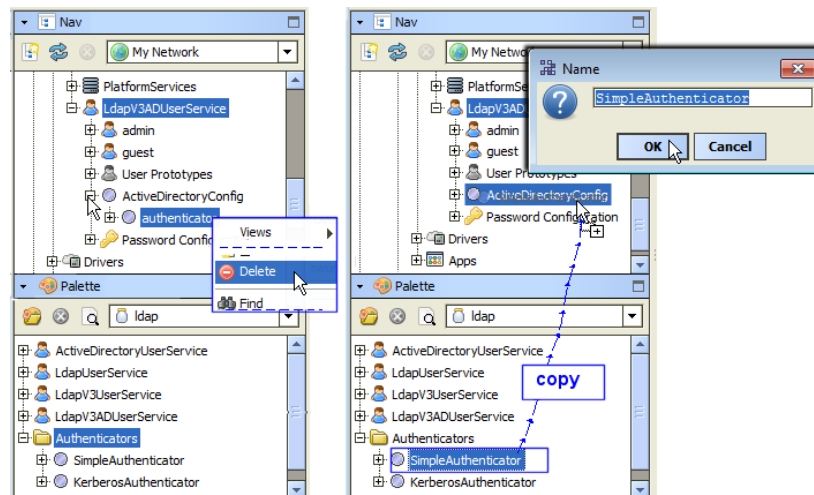 Nav
My Network
PlatformServices
LdapV3ADUserService
admin
guest
User Prototypes
ActiveDirectoryConfig
authenticator
Password Config
Drivers
Views
Delete
Find
Palette
ldap
ActiveDirectoryUserService
LdapUserService
LdapV3UserService
LdapV3ADUserService
Authenticators
SimpleAuthenticator
KerberosAuthenticator
Nav
My Netwo
PlatformSe
LdapV3AD
admin
guest
User Prototypes
ActiveDirectoryConfig
Password Configuration
Drivers
Apps
Name
SimpleAuthenticator
OK
Cancel
Palette
ldap
ActiveDirectoryUserService
LdapUserService
LdapV3UserService
LdapV3ADUserService
copy
Authenticators
SimpleAuthenticator
KerberosAuthenticator